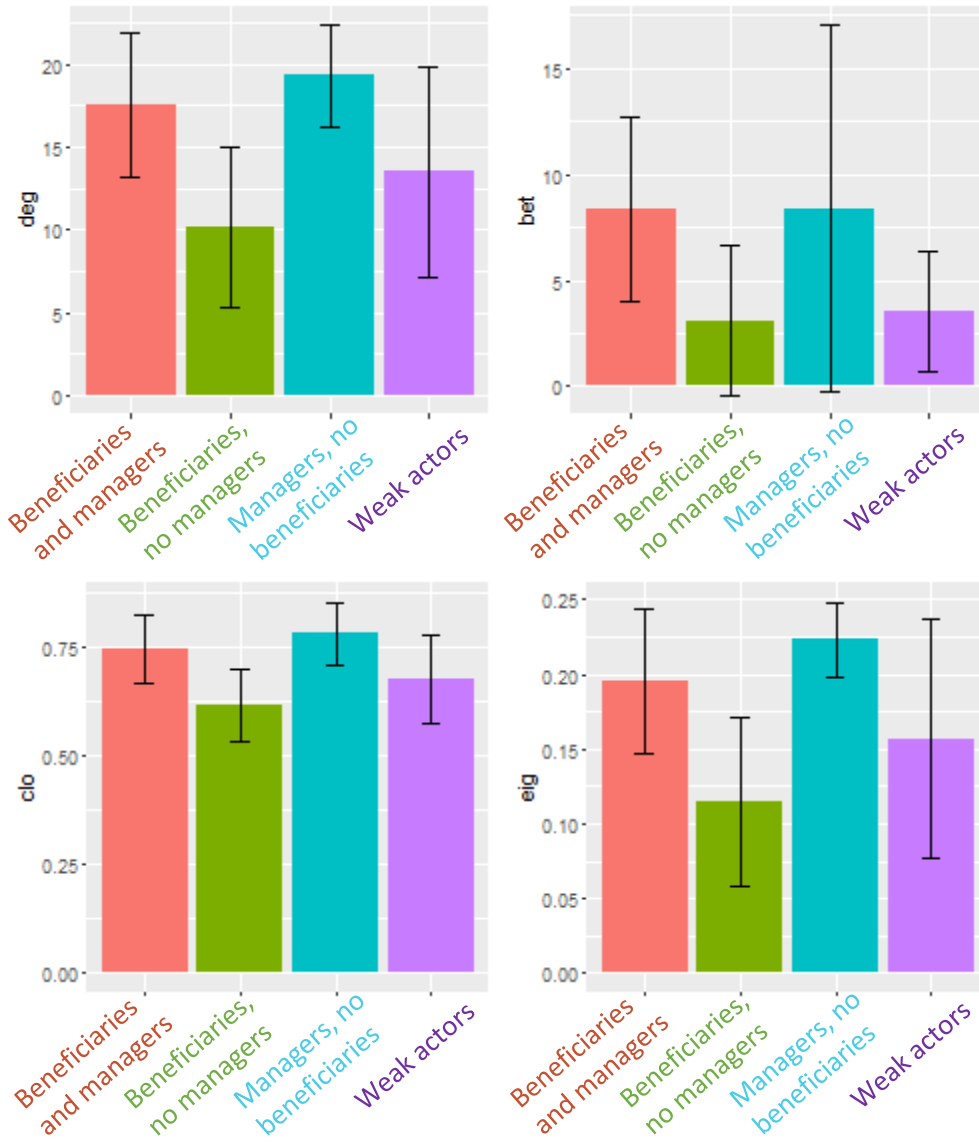 deg
20
15
10
5
0
Beneficiaries
and managers
Beneficiaries,
no managers
Managers, no
beneficiaries
Weak actors
bet
15
10
5
0
Beneficiaries
and managers
Beneficiaries,
no managers
Managers, no
beneficiaries
Weak actors
clo
0.75
0.50
0.25
0.00
Beneficiaries
and managers
Beneficiaries,
no managers
Managers, no
beneficiaries
Weak actors
eig
0.25
0.20
0.15
0.10
0.05
0.00
Beneficiaries
and managers
Beneficiaries,
no managers
Managers, no
beneficiaries
Weak actors